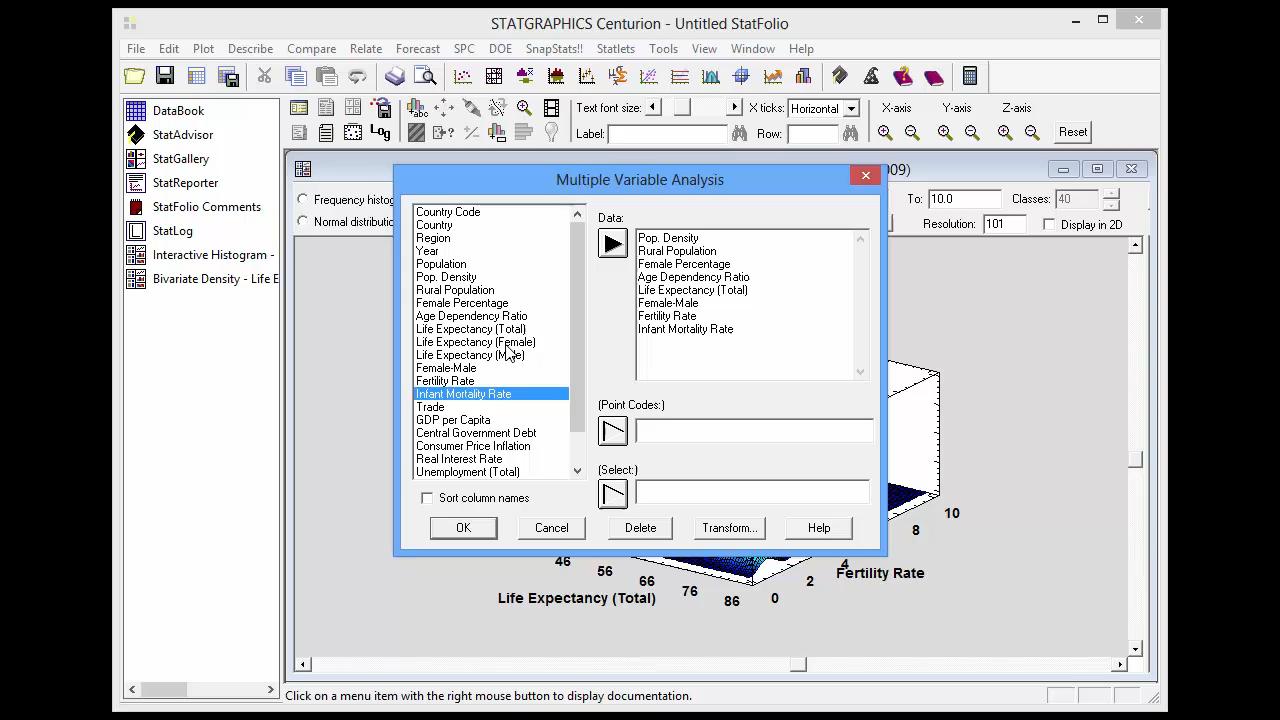 STATGRAPHICS Centurion - Untitled StatFolio
File Edit Plot Describe Compare Relate Forecast SPC DOE SnapStats!! Statlets Tools View Window Help
Text font size: X ticks: Horizontal X-axis Y-axis Z-axis
Log Label: Row: Reset
DataBook
StatAdvisor
StatGallery
StatReporter
StatFolio Comments
StatLog
Interactive Histogram -
Bivariate Density - Life E
009)
Frequency histog
Normal distributio
To: 10.0 Classes: 40
Resolution: 101 Display in 2D
Multiple Variable Analysis
Country Code
Country
Region
Year
Population
Pop. Density
Rural Population
Female Percentage
Age Dependency Ratio
Life Expectancy (Total)
Life Expectancy (Female)
Life Expectancy (Male)
Female-Male
Fertility Rate
Infant Mortality Rate
Trade
GDP per Capita
Central Government Debt
Consumer Price Inflation
Real Interest Rate
Unemployment (Total)
Sort column names
Data:
Pop. Density
Rural Population
Female Percentage
Age Dependency Ratio
Life Expectancy (Total)
Female-Male
Fertility Rate
Infant Mortality Rate
(Point Codes:)
(Select:)
OK Cancel Delete Transform... Help
46 56 66 76 86
Life Expectancy (Total)
0 2 4 8 10
Fertility Rate
Click on a menu item with the right mouse button to display documentation.